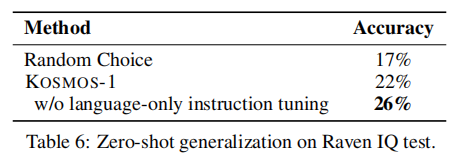 Method Accuracy
Random Choice 17%
KOSMOS-1 22%
w/o language-only instruction tuning 26%
Table 6: Zero-shot generalization on Raven IQ test.